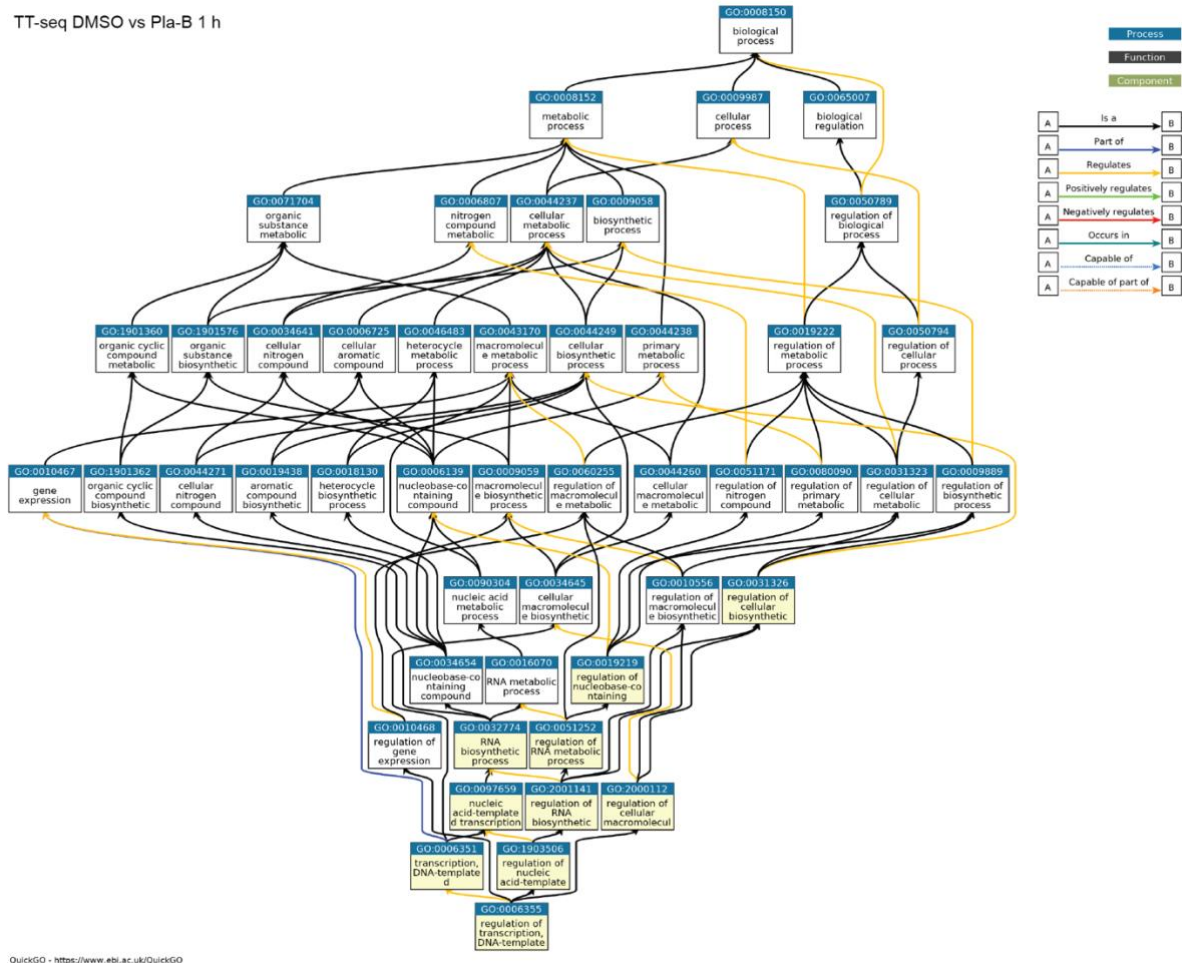 TT-seq DMSO vs Pla-B 1 h
GO:0008150
biological
process
Process
Function
Component
GO:0008152
metabolic
process
GO:0009987
cellular
process
GO:0065007
biological
regulation
A Is a B
A Part of B
A Regulates B
A Positively regulates B
A Negatively regulates B
A Occurs in B
A Capable of B
A Capable of part of B
GO:0071704
organic
substance
metabolic
GO:0006807
nitrogen
compound
metabolic
GO:0044237
cellular
metabolic
process
GO:0009058
biosynthetic
process
GO:0050789
regulation of
biological
process
GO:1901360
organic cyclic
compound
metabolic
GO:1901576
organic
substance
biosynthetic
GO:0034641
cellular
nitrogen
compound
GO:0006725
cellular
aromatic
compound
GO:0046483
heterocycle
metabolic
process
GO:0043170
macromolecul
e metabolic
process
GO:0044249
cellular
biosynthetic
process
GO:0044238
primary
metabolic
process
GO:0019222
regulation of
metabolic
process
GO:0050794
regulation of
cellular
process
GO:0010467
gene
expression
GO:1901362
organic cyclic
compound
biosynthetic
GO:0044271
cellular
nitrogen
compound
GO:0019438
aromatic
compound
biosynthetic
GO:0018130
heterocycle
biosynthetic
process
GO:0006139
nucleobase-co
ntaining
compound
GO:0009059
macromolecul
e biosynthetic
process
GO:0060255
regulation of
macromolecul
e metabolic
GO:0044260
cellular
macromolecul
e metabolic
GO:0051171
regulation of
nitrogen
compound
GO:0080090
regulation of
primary
metabolic
GO:0031323
regulation of
cellular
metabolic
GO:0009889
regulation of
biosynthetic
process
GO:0090304
nucleic acid
metabolic
process
GO:0034645
cellular
macromolecul
e biosynthetic
GO:0010556
regulation of
macromolecul
e biosynthetic
GO:0031326
regulation of
cellular
biosynthetic
GO:0034654
nucleobase-co
ntaining
compound
GO:0016070
RNA metabolic
process
GO:0019219
regulation of
nucleobase-co
ntaining
GO:0010468
regulation of
gene
expression
GO:0032774
RNA
biosynthetic
process
GO:0051252
regulation of
RNA metabolic
process
GO:0097659
nucleic
acid-template
d transcription
GO:2001141
regulation of
RNA
biosynthetic
GO:2000112
regulation of
cellular
macromolecul
GO:0006351
transcription,
DNA-template
d
GO:1903506
regulation of
nucleic
acid-template
GO:0006355
regulation of
transcription,
DNA-template
QuickGO - https://www.ebi.ac.uk/QuickGO